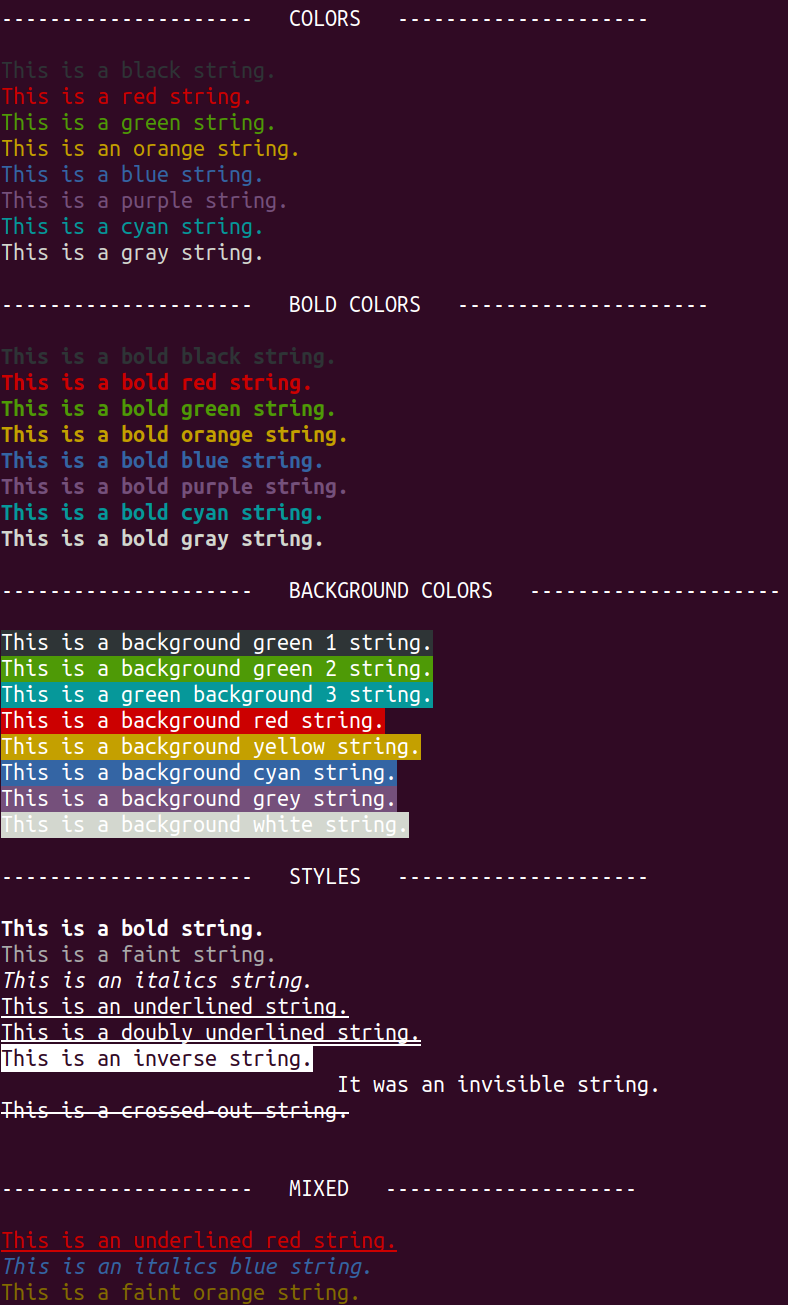 ---------------------   COLORS   ---------------------
This is a black string.
This is a red string.
This is a green string.
This is an orange string.
This is a blue string.
This is a purple string.
This is a cyan string.
This is a gray string.
---------------------   BOLD COLORS   ---------------------
This is a bold black string.
This is a bold red string.
This is a bold green string.
This is a bold orange string.
This is a bold blue string.
This is a bold purple string.
This is a bold cyan string.
This is a bold gray string.
---------------------   BACKGROUND COLORS   ---------------------
This is a background green 1 string.
This is a background green 2 string.
This is a green background 3 string.
This is a background red string.
This is a background yellow string.
This is a background cyan string.
This is a background grey string.
This is a background white string.
---------------------   STYLES   ---------------------
This is a bold string.
This is a faint string.
This is an italics string.
This is an underlined string.
This is a doubly underlined string.
This is an inverse string.
It was an invisible string.
This is a crossed-out string.
---------------------   MIXED   ---------------------
This is an underlined red string.
This is an italics blue string.
This is a faint orange string.